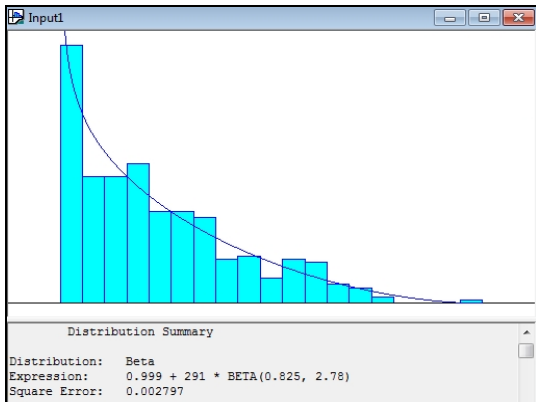 Input1
Distribution Summary
Distribution: Beta
Expression: 0.999 + 291 * BETA(0.825, 2.78)
Square Error: 0.002797